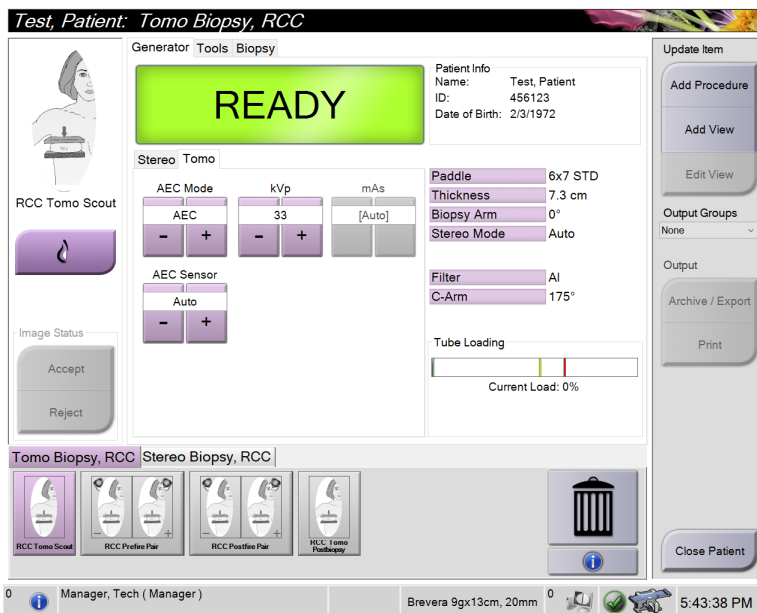 Test, Patient: Tomo Biopsy, RCC
Generator Tools Biopsy
READY
Patient Info
Name: Test, Patient
ID: 456123
Date of Birth: 2/3/1972
Update Item
Add Procedure
Add View
Edit View
Output Groups
None
Output
Archive / Export
Print
Close Patient
RCC Tomo Scout
Image Status
Accept
Reject
Stereo Tomo
AEC Mode kVp mAs
AEC 33 [Auto]
- + - +
AEC Sensor
Auto
- +
Paddle 6x7 STD
Thickness 7.3 cm
Biopsy Arm 0°
Stereo Mode Auto
Filter Al
C-Arm 175°
Tube Loading
Current Load: 0%
Tomo Biopsy, RCC Stereo Biopsy, RCC
- + - +
RCC Tomo Scout RCC Prefire Pair RCC Postfire Pair RCC Tomo
Postbiopsy
0 Manager, Tech ( Manager ) Brevera 9gx13cm, 20mm 0 5:43:38 PM